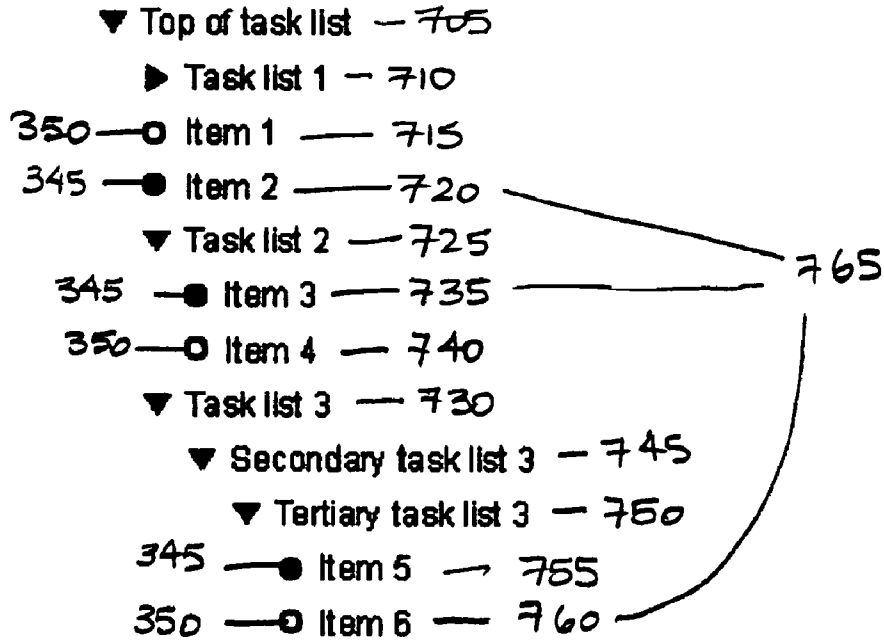 ▼ Top of task list — 705
▶ Task list 1 — 710
350 Item 1 — 715
345 Item 2 — 720
▼ Task list 2 — 725
765
345 Item 3 — 735
350 Item 4 — 740
▼ Task list 3 — 730
▼ Secondary task list 3 — 745
▼ Tertiary task list 3 — 750
345 Item 5 — 755
350 Item 6 — 760